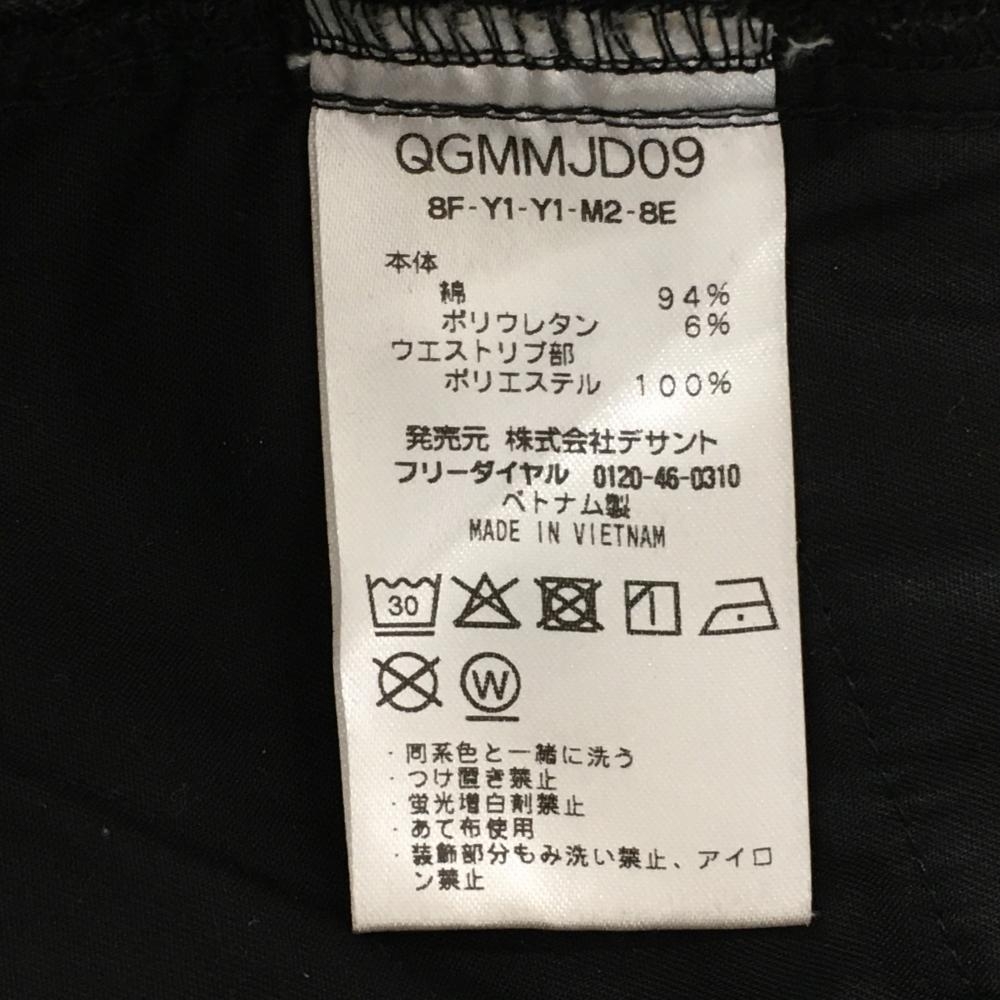 QGMMJD09
8F-Y1-Y1-M2-8E
本体
綿 94%
ポリウレタン 6%
ウエストリブ部
ポリエステル 100%
発売元 株式会社デサント
フリーダイヤル 0120-46-0310
ベトナム製
MADE IN VIETNAM
30
W
・同系色と一緒に洗う
・つけ置き禁止
・蛍光増白剤禁止
・あて布使用
・装飾部分もみ洗い禁止、アイロ
ン禁止